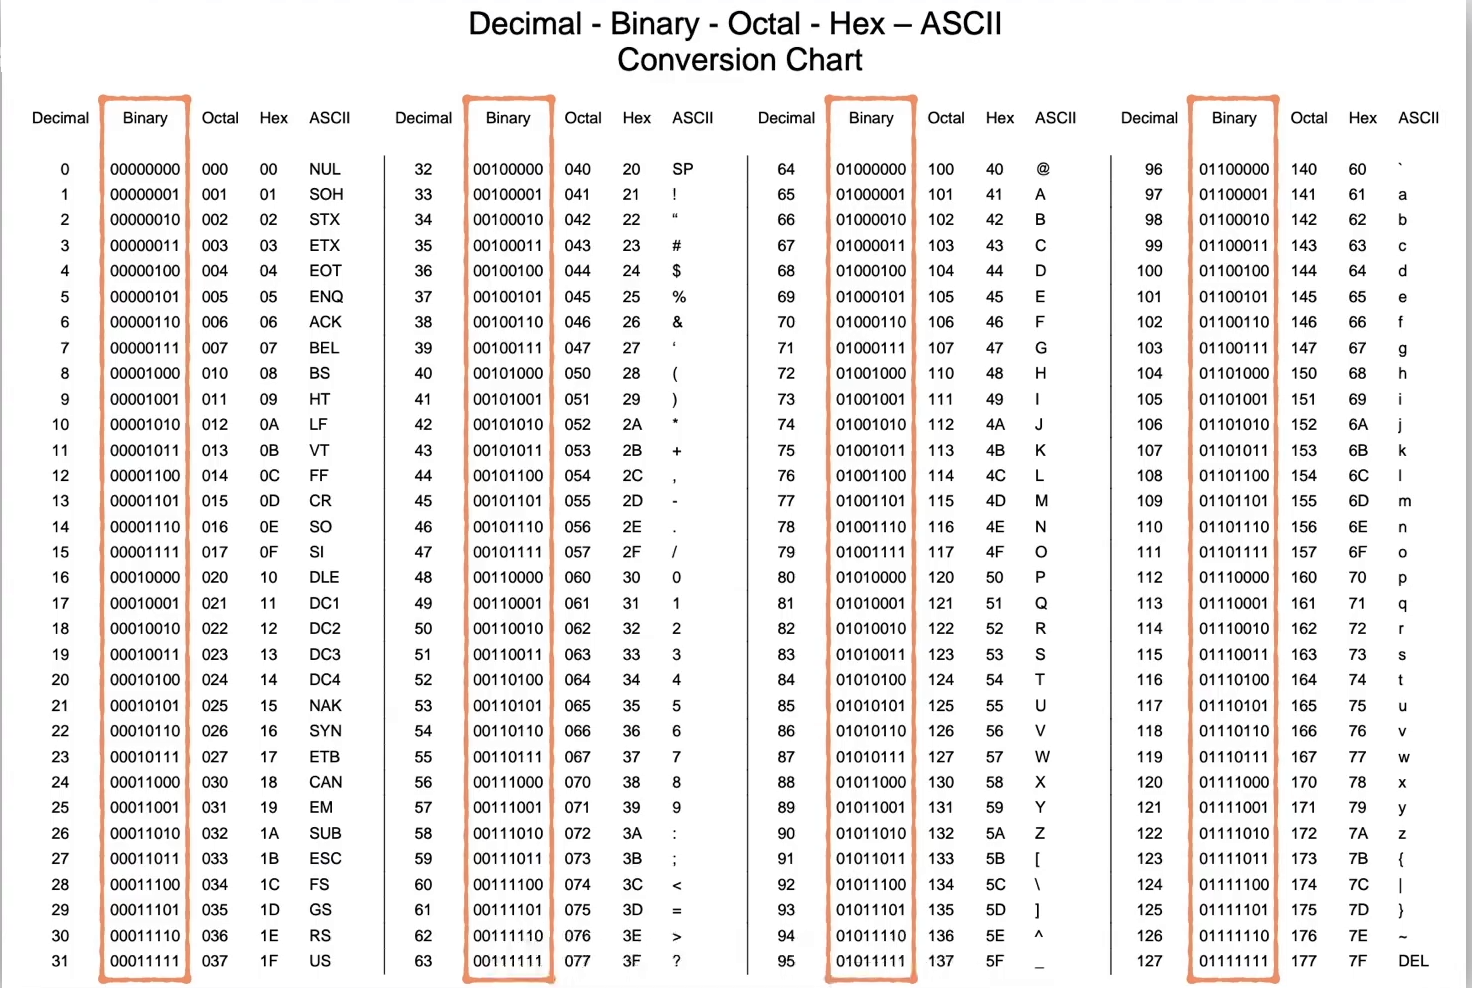 Decimal - Binary - Octal - Hex – ASCII
Conversion Chart
Decimal Binary Octal Hex ASCII Decimal Binary Octal Hex ASCII Decimal Binary Octal Hex ASCII Decimal Binary Octal Hex ASCII
0 00000000 000 00 NUL 32 00100000 040 20 SP 64 01000000 100 40 @ 96 01100000 140 60 `
1 00000001 001 01 SOH 33 00100001 041 21 ! 65 01000001 101 41 A 97 01100001 141 61 a
2 00000010 002 02 STX 34 00100010 042 22 “ 66 01000010 102 42 B 98 01100010 142 62 b
3 00000011 003 03 ETX 35 00100011 043 23 # 67 01000011 103 43 C 99 01100011 143 63 c
4 00000100 004 04 EOT 36 00100100 044 24 $ 68 01000100 104 44 D 100 01100100 144 64 d
5 00000101 005 05 ENQ 37 00100101 045 25 % 69 01000101 105 45 E 101 01100101 145 65 e
6 00000110 006 06 ACK 38 00100110 046 26 & 70 01000110 106 46 F 102 01100110 146 66 f
7 00000111 007 07 BEL 39 00100111 047 27 ‘ 71 01000111 107 47 G 103 01100111 147 67 g
8 00001000 010 08 BS 40 00101000 050 28 ( 72 01001000 110 48 H 104 01101000 150 68 h
9 00001001 011 09 HT 41 00101001 051 29 ) 73 01001001 111 49 I 105 01101001 151 69 i
10 00001010 012 0A LF 42 00101010 052 2A * 74 01001010 112 4A J 106 01101010 152 6A j
11 00001011 013 0B VT 43 00101011 053 2B + 75 01001011 113 4B K 107 01101011 153 6B k
12 00001100 014 0C FF 44 00101100 054 2C , 76 01001100 114 4C L 108 01101100 154 6C l
13 00001101 015 0D CR 45 00101101 055 2D - 77 01001101 115 4D M 109 01101101 155 6D m
14 00001110 016 0E SO 46 00101110 056 2E . 78 01001110 116 4E N 110 01101110 156 6E n
15 00001111 017 0F SI 47 00101111 057 2F / 79 01001111 117 4F O 111 01101111 157 6F o
16 00010000 020 10 DLE 48 00110000 060 30 0 80 01010000 120 50 P 112 01110000 160 70 p
17 00010001 021 11 DC1 49 00110001 061 31 1 81 01010001 121 51 Q 113 01110001 161 71 q
18 00010010 022 12 DC2 50 00110010 062 32 2 82 01010010 122 52 R 114 01110010 162 72 r
19 00010011 023 13 DC3 51 00110011 063 33 3 83 01010011 123 53 S 115 01110011 163 73 s
20 00010100 024 14 DC4 52 00110100 064 34 4 84 01010100 124 54 T 116 01110100 164 74 t
21 00010101 025 15 NAK 53 00110101 065 35 5 85 01010101 125 55 U 117 01110101 165 75 u
22 00010110 026 16 SYN 54 00110110 066 36 6 86 01010110 126 56 V 118 01110110 166 76 v
23 00010111 027 17 ETB 55 00110111 067 37 7 87 01010111 127 57 W 119 01110111 167 77 w
24 00011000 030 18 CAN 56 00111000 070 38 8 88 01011000 130 58 X 120 01111000 170 78 x
25 00011001 031 19 EM 57 00111001 071 39 9 89 01011001 131 59 Y 121 01111001 171 79 y
26 00011010 032 1A SUB 58 00111010 072 3A : 90 01011010 132 5A Z 122 01111010 172 7A z
27 00011011 033 1B ESC 59 00111011 073 3B ; 91 01011011 133 5B [ 123 01111011 173 7B {
28 00011100 034 1C FS 60 00111100 074 3C < 92 01011100 134 5C \ 124 01111100 174 7C |
29 00011101 035 1D GS 61 00111101 075 3D = 93 01011101 135 5D ] 125 01111101 175 7D }
30 00011110 036 1E RS 62 00111110 076 3E > 94 01011110 136 5E ^ 126 01111110 176 7E ~
31 00011111 037 1F US 63 00111111 077 3F ? 95 01011111 137 5F _ 127 01111111 177 7F DEL